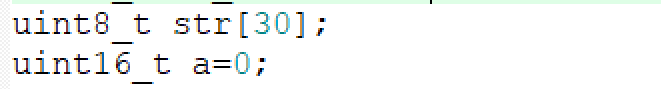 uint8_t str[30];
uint16_t a=0;